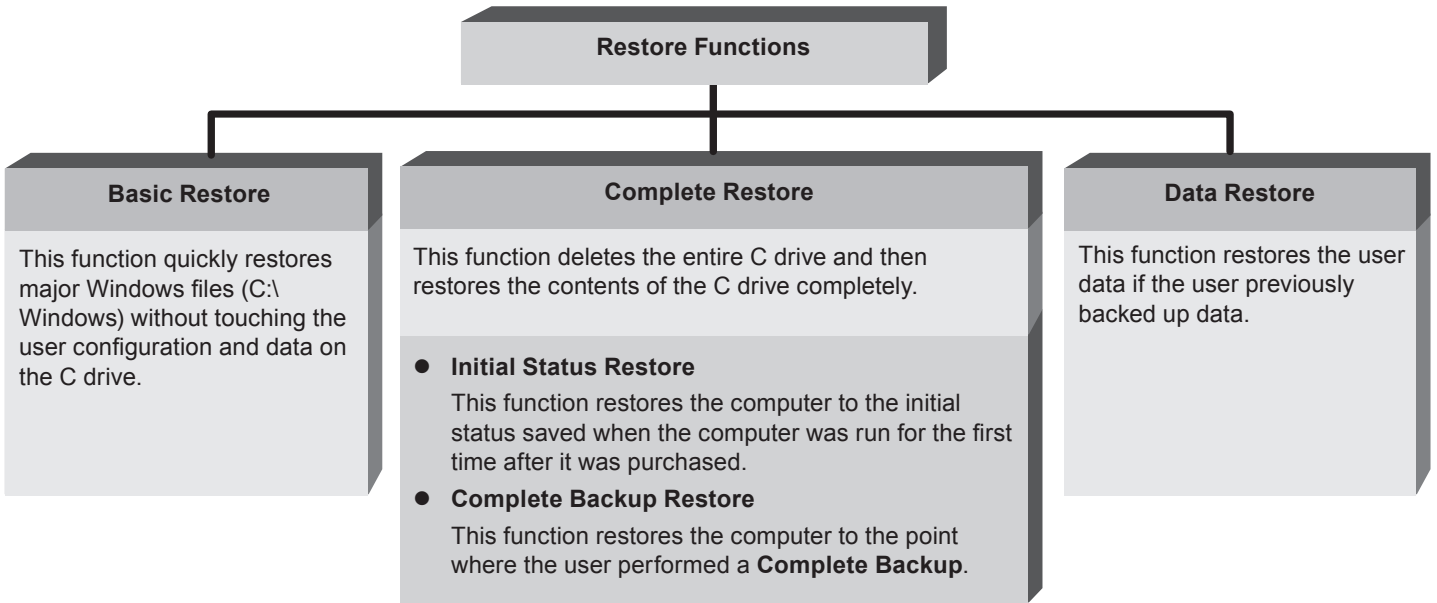 Restore Functions
Basic Restore
This function quickly restores
major Windows files (C:\
Windows) without touching the
user configuration and data on
the C drive.
Complete Restore
This function deletes the entire C drive and then
restores the contents of the C drive completely.
● Initial Status Restore
This function restores the computer to the initial
status saved when the computer was run for the first
time after it was purchased.
● Complete Backup Restore
This function restores the computer to the point
where the user performed a Complete Backup.
Data Restore
This function restores the user
data if the user previously
backed up data.